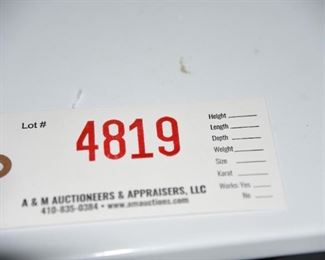 Lot #
4819
Height
Length
Depth
Weight
Size
Karat
Works: Yes
No
A & M AUCTIONEERS & APPRAISERS, LLC
410-835-0384 • www.amauctions.com